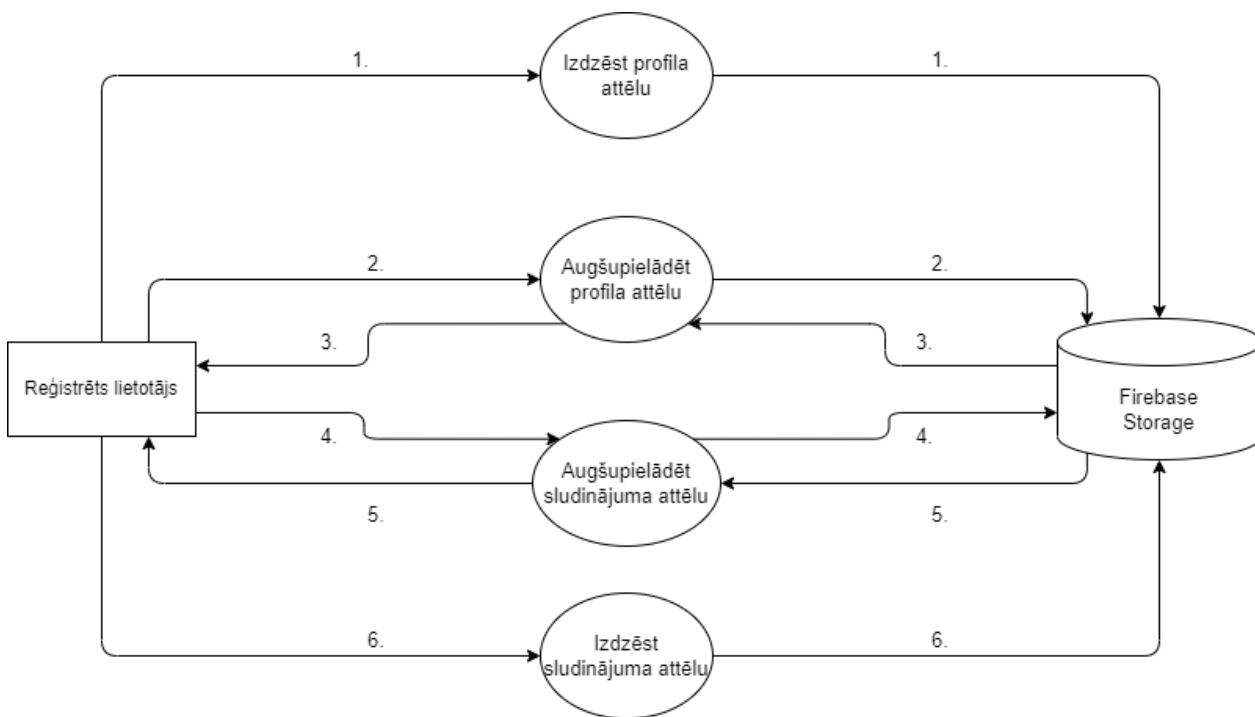 1.
Izdzēst profila
attēlu
1.
2.
Augšupielādēt
profila attēlu
2.
3.
3.
Reģistrēts lietotājs
Firebase
Storage
4.
4.
Augšupielādēt
sludinājuma attēlu
5.
5.
6.
Izdzēst
sludinājuma attēlu
6.